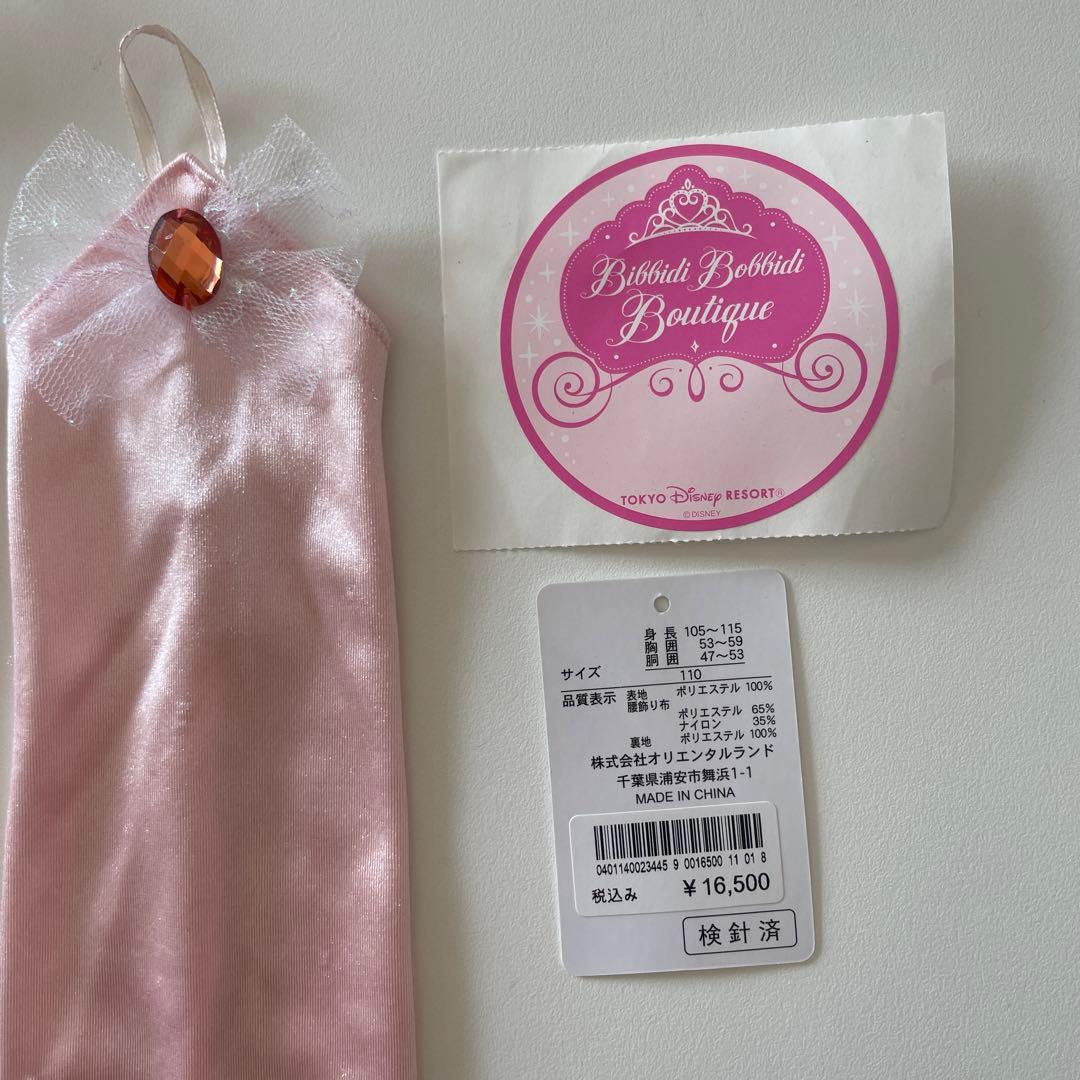 Bibbidi Bobbidi
Boutique
TOKYO Disney RESORT®
©DISNEY
身長 105～115
胸囲 53～59
胴囲 47～53
サイズ 110
品質表示 表地 ポリエステル 100%
腰飾り布
ポリエステル 65%
ナイロン 35%
裏地 ポリエステル 100%
株式会社オリエンタルランド
千葉県浦安市舞浜1-1
MADE IN CHINA
0401140023445 9 0016500 11 01 8
税込み ¥16,500
検針済